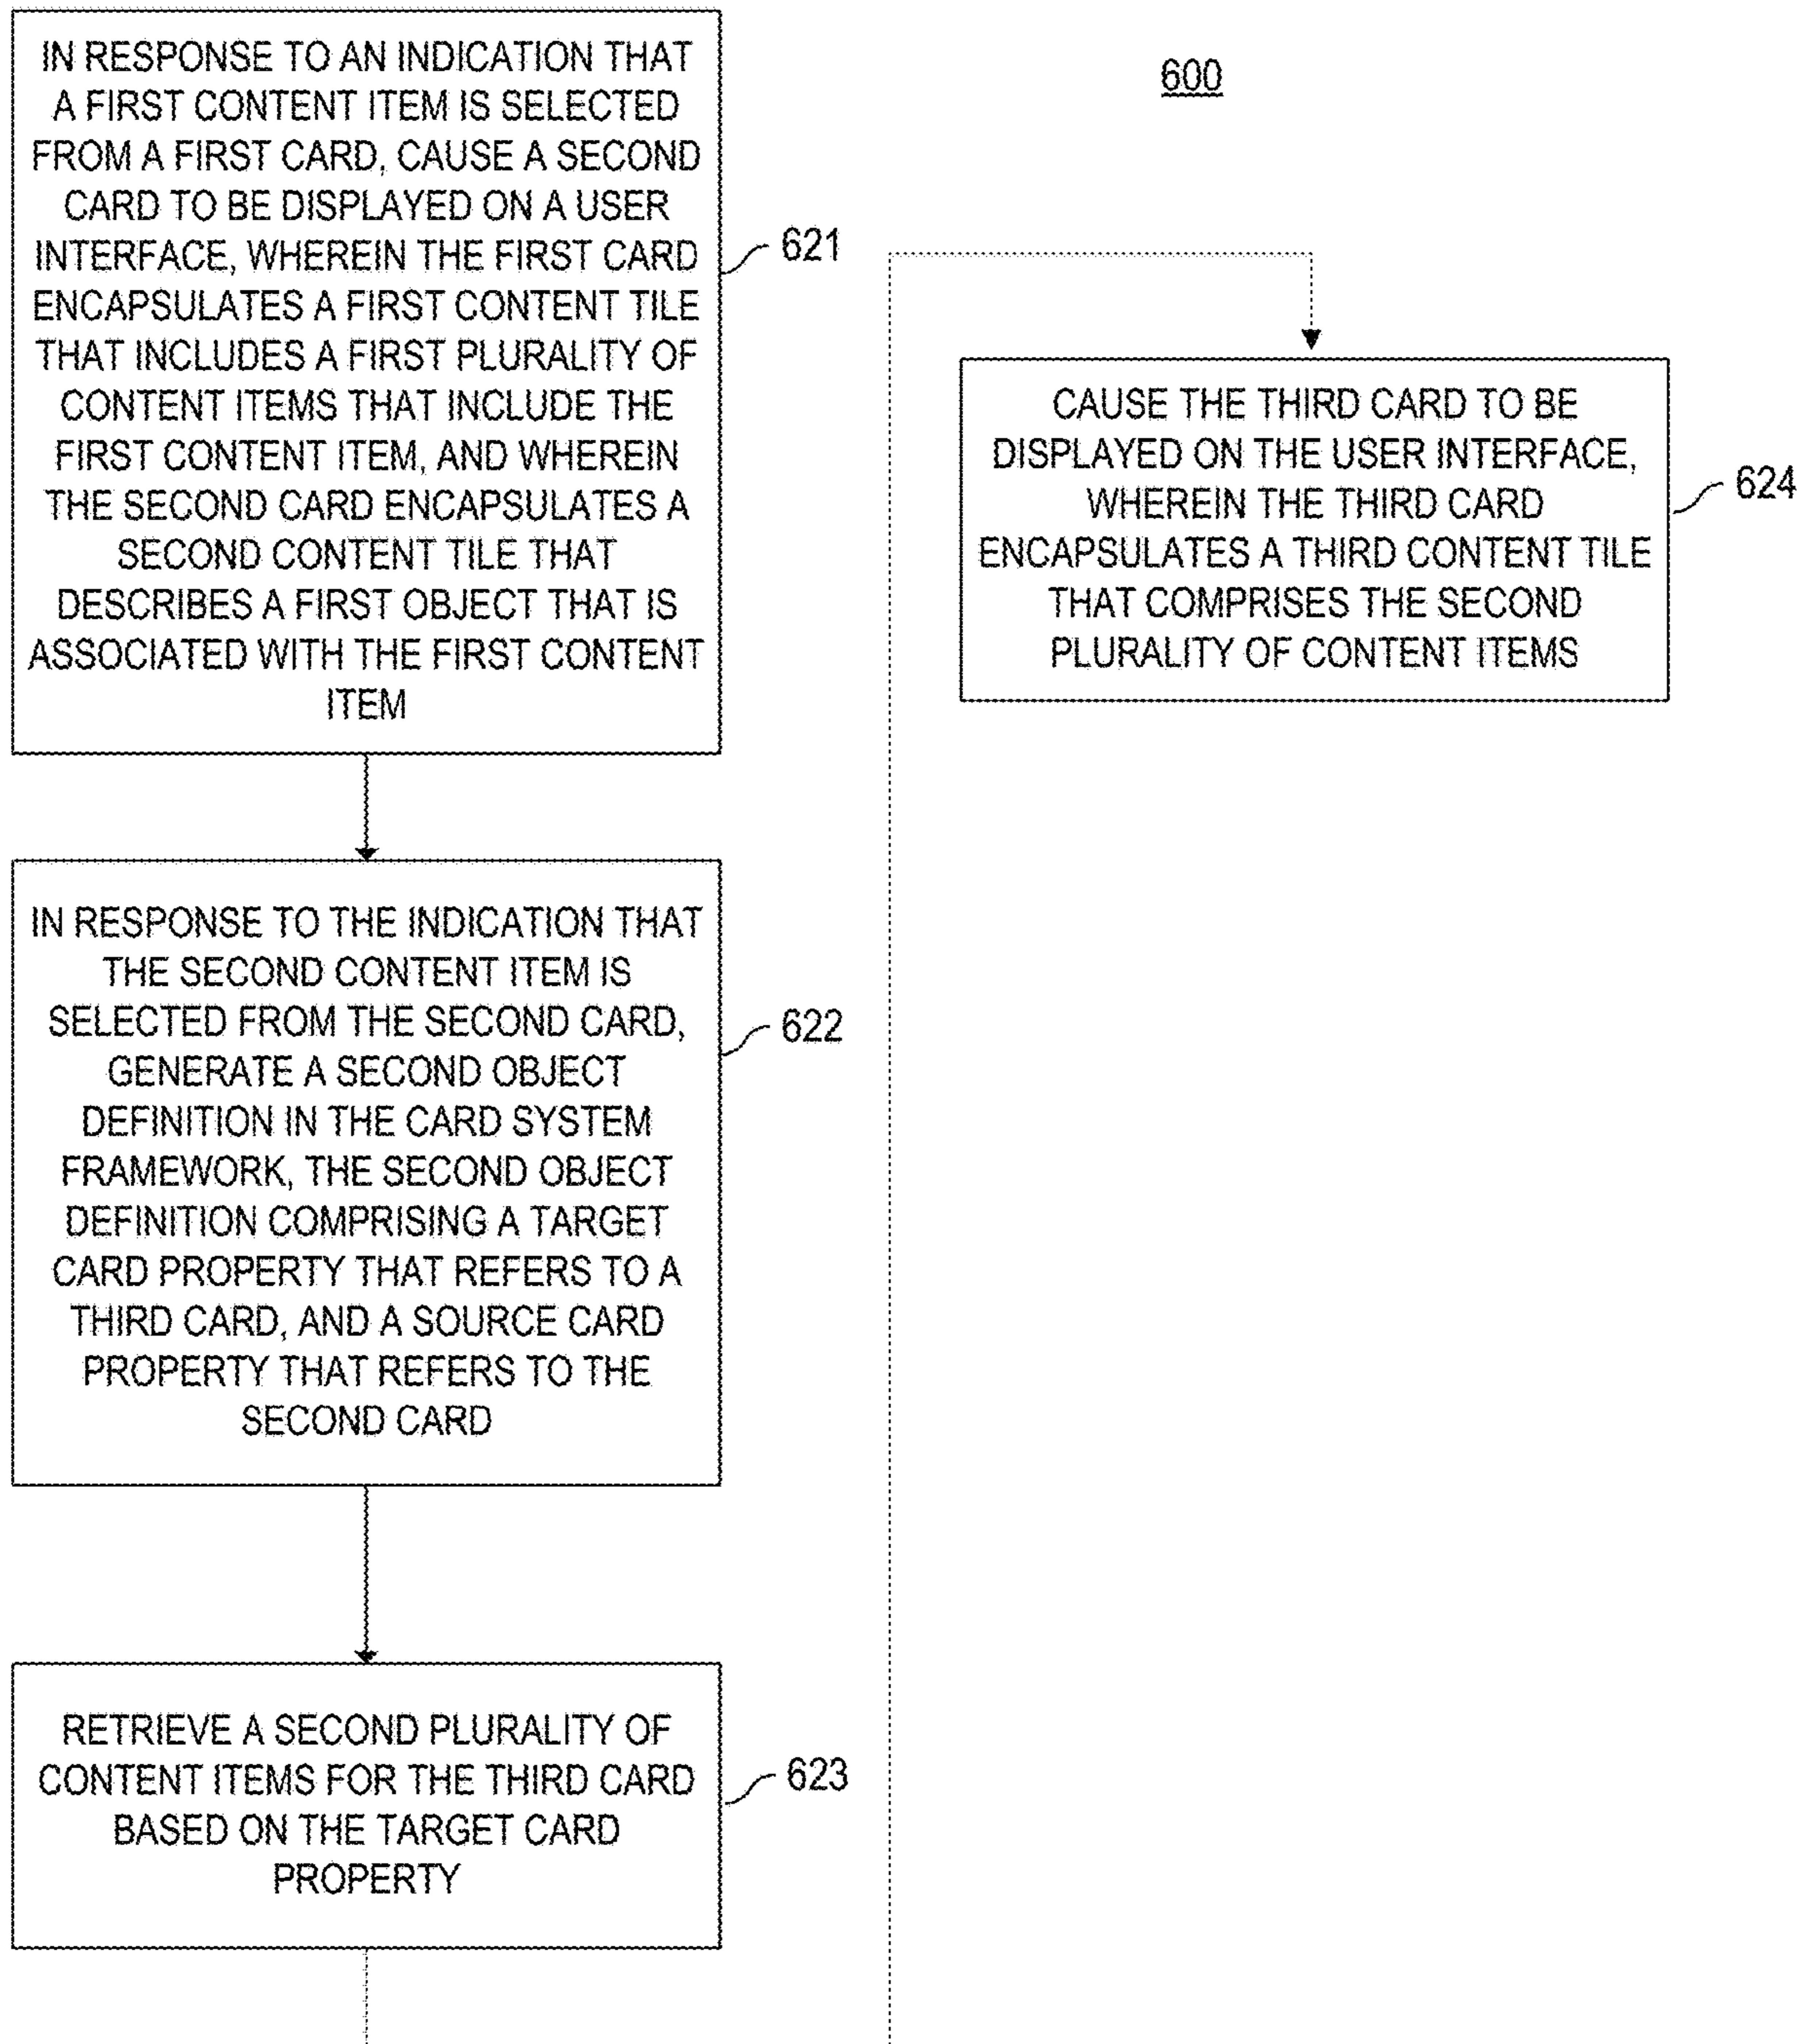 IN RESPONSE TO AN INDICATION THAT
A FIRST CONTENT ITEM IS SELECTED
FROM A FIRST CARD, CAUSE A SECOND
CARD TO BE DISPLAYED ON A USER
INTERFACE, WHEREIN THE FIRST CARD
ENCAPSULATES A FIRST CONTENT TILE
THAT INCLUDES A FIRST PLURALITY OF
CONTENT ITEMS THAT INCLUDE THE
FIRST CONTENT ITEM, AND WHEREIN
THE SECOND CARD ENCAPSULATES A
SECOND CONTENT TILE THAT
DESCRIBES A FIRST OBJECT THAT IS
ASSOCIATED WITH THE FIRST CONTENT
ITEM
621
IN RESPONSE TO THE INDICATION THAT
THE SECOND CONTENT ITEM IS
SELECTED FROM THE SECOND CARD,
GENERATE A SECOND OBJECT
DEFINITION IN THE CARD SYSTEM
FRAMEWORK, THE SECOND OBJECT
DEFINITION COMPRISING A TARGET
CARD PROPERTY THAT REFERS TO A
THIRD CARD, AND A SOURCE CARD
PROPERTY THAT REFERS TO THE
SECOND CARD
622
RETRIEVE A SECOND PLURALITY OF
CONTENT ITEMS FOR THE THIRD CARD
BASED ON THE TARGET CARD
PROPERTY
623
600
CAUSE THE THIRD CARD TO BE
DISPLAYED ON THE USER INTERFACE,
WHEREIN THE THIRD CARD
ENCAPSULATES A THIRD CONTENT TILE
THAT COMPRISES THE SECOND
PLURALITY OF CONTENT ITEMS
624